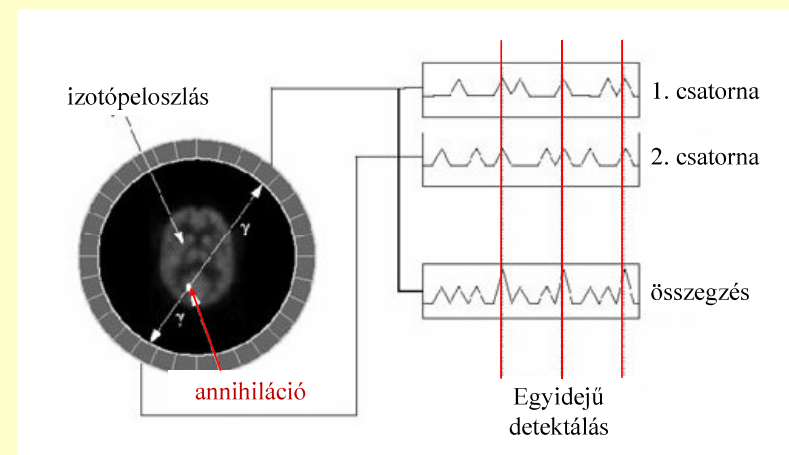 izotópeloszlás
γ
γ
annihiláció
1. csatorna
2. csatorna
összegzés
Egyidejű
detektálás